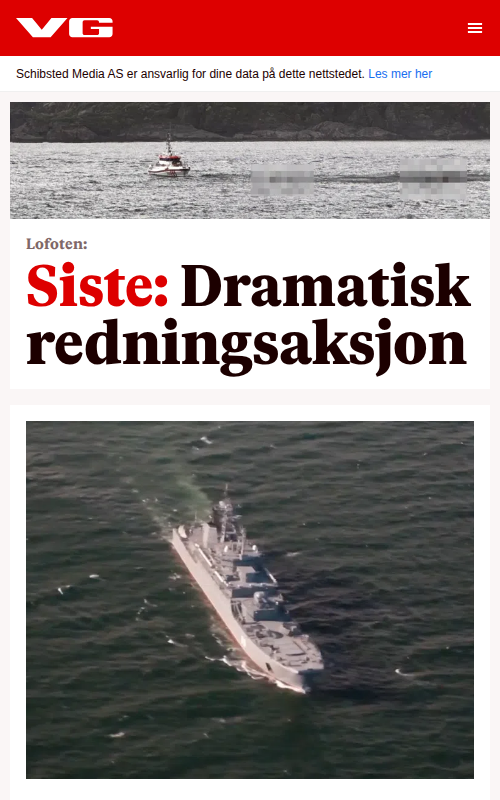 VG
Schibsted Media AS er ansvarlig for dine data på dette nettstedet. Les mer her
Lofoten:
Siste: Dramatisk
redningsaksjon